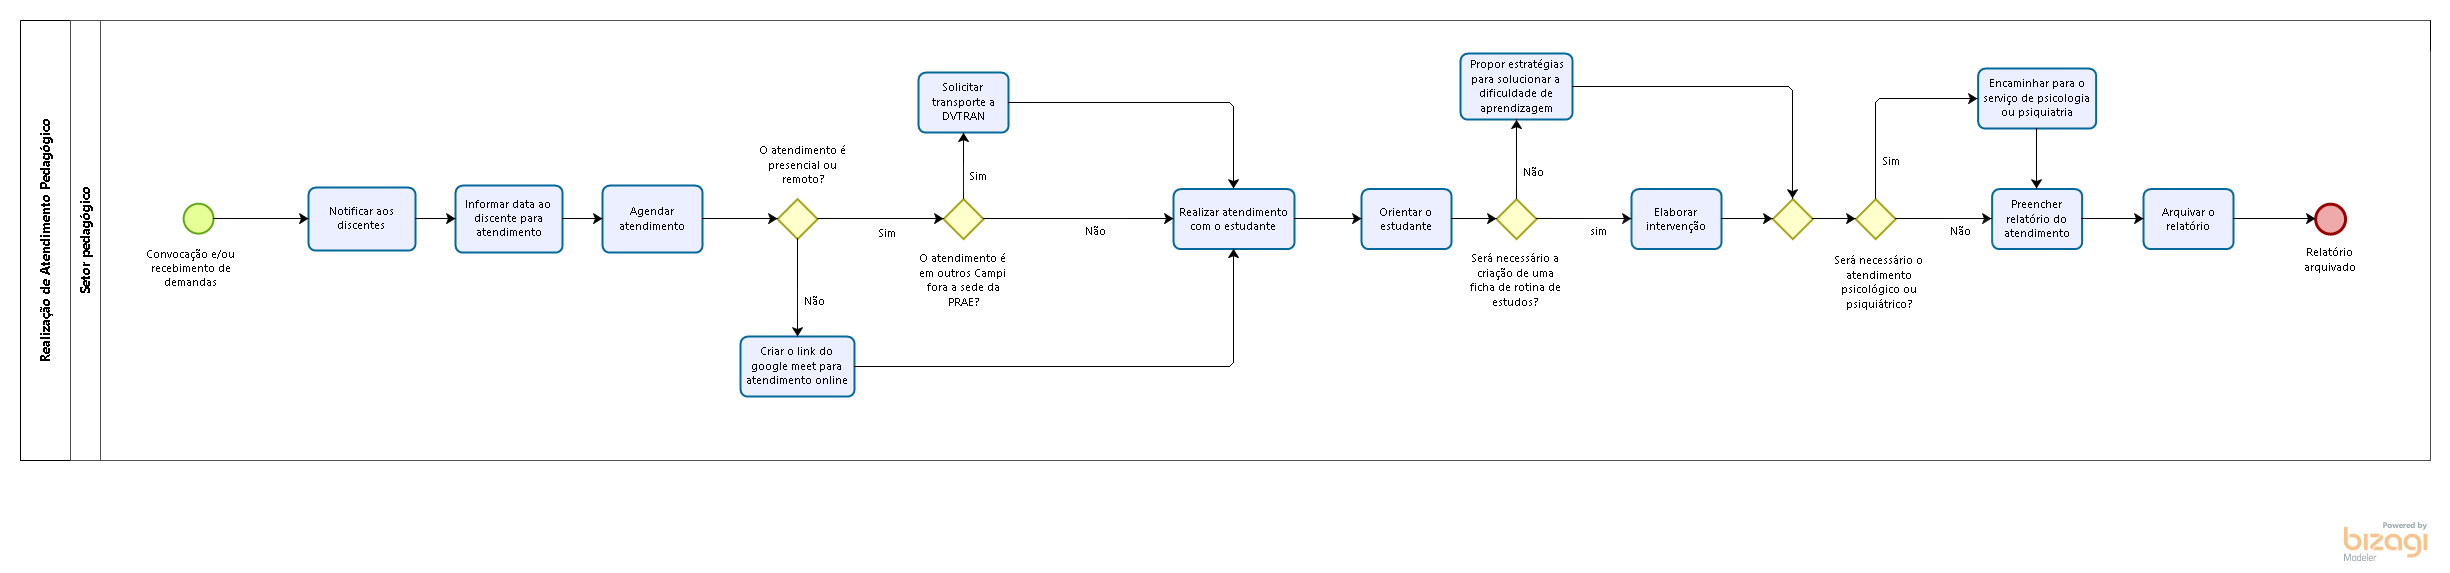 Realização de Atendimento Pedagógico
Setor pedagógico
Convocação e/ou
recebimento de
demandas
Notificar aos
discentes
Informar data ao
discente para
atendimento
Agendar
atendimento
O atendimento é
presencial ou
remoto?
Sim
Não
Criar o link do
google meet para
atendimento online
Solicitar
transporte a
DVTRAN
Sim
O atendimento é
em outros Campi
fora a sede da
PRAE?
Não
Realizar atendimento
com o estudante
Orientar o
estudante
Propor estratégias
para solucionar a
dificuldade de
aprendizagem
Não
Será necessário a
criação de uma
ficha de rotina de
estudos?
sim
Elaborar
intervenção
Será necessário o
atendimento
psicológico ou
psiquiátrico?
Sim
Encaminhar para o
serviço de psicologia
ou psiquiatria
Não
Preencher
relatório do
atendimento
Arquivar o
relatório
Relatório
arquivado
Powered by
bizagi
Modeler